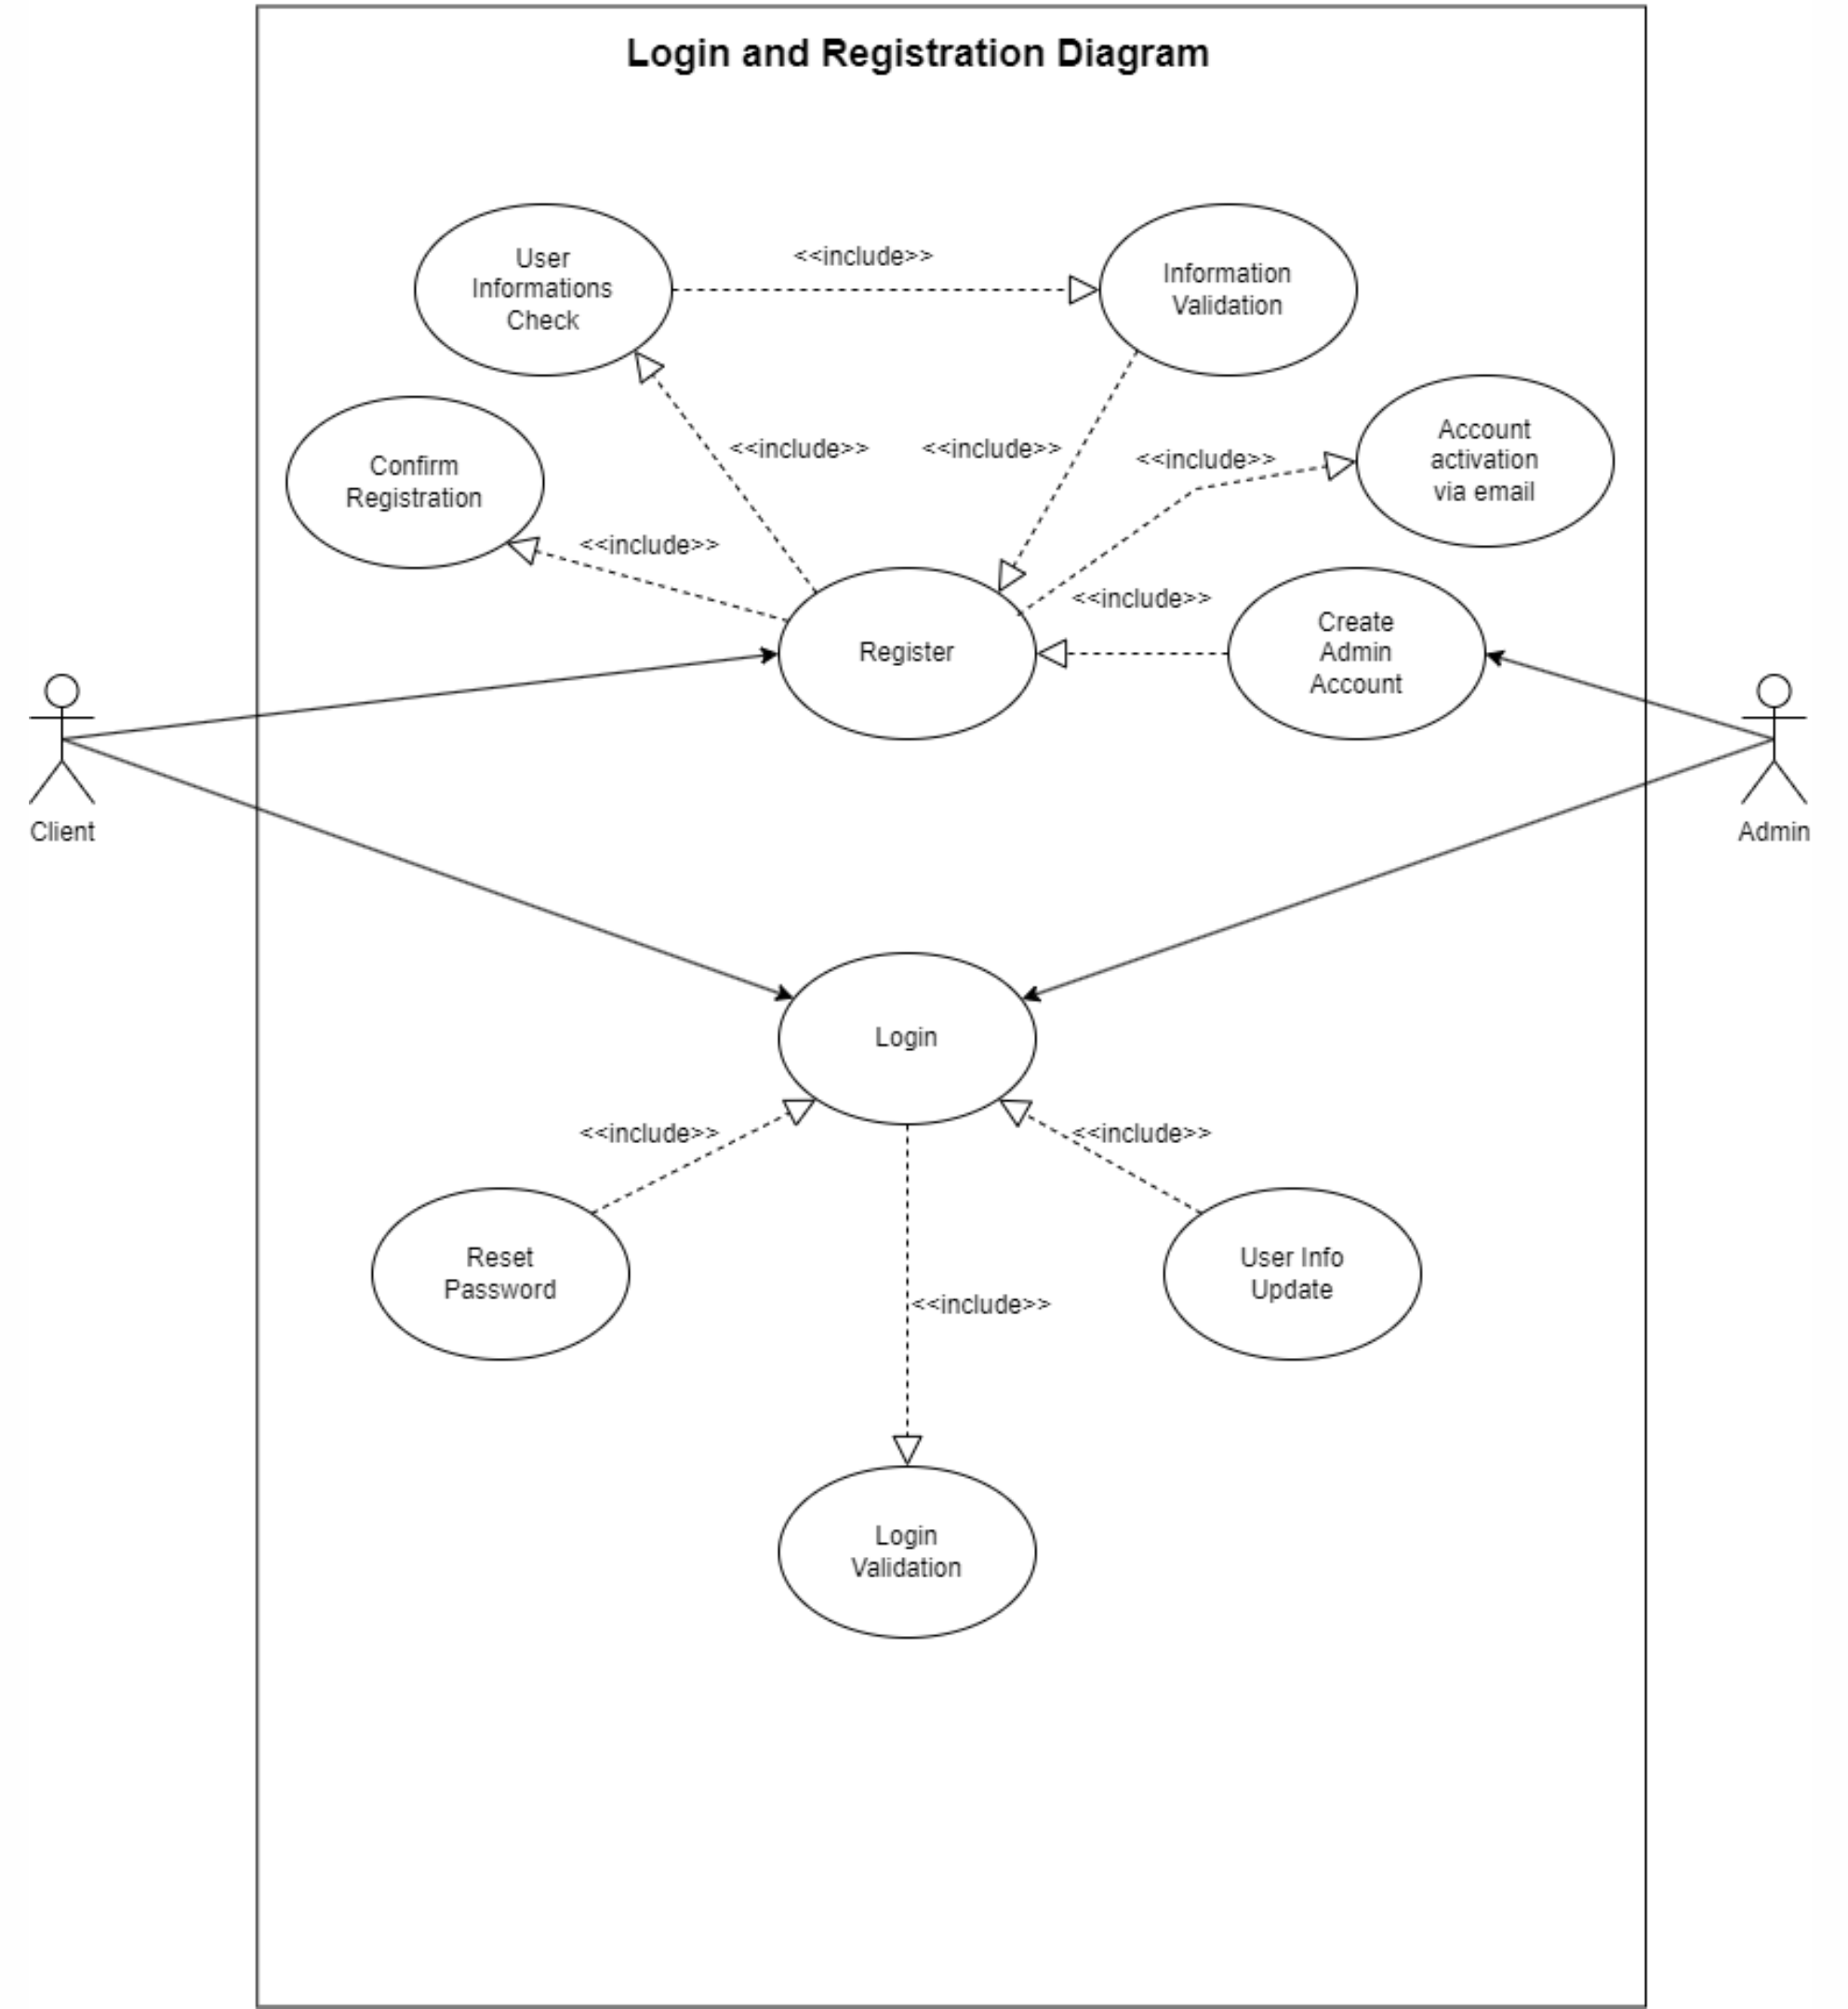 Login and Registration Diagram
User
Informations
Check
<<include>>
Information
Validation
Confirm
Registration
<<include>>
<<include>>
<<include>>
Account
activation
via email
<<include>>
<<include>>
Register
Create
Admin
Account
Client
Admin
Login
<<include>>
<<include>>
Reset
Password
<<include>>
User Info
Update
Login
Validation